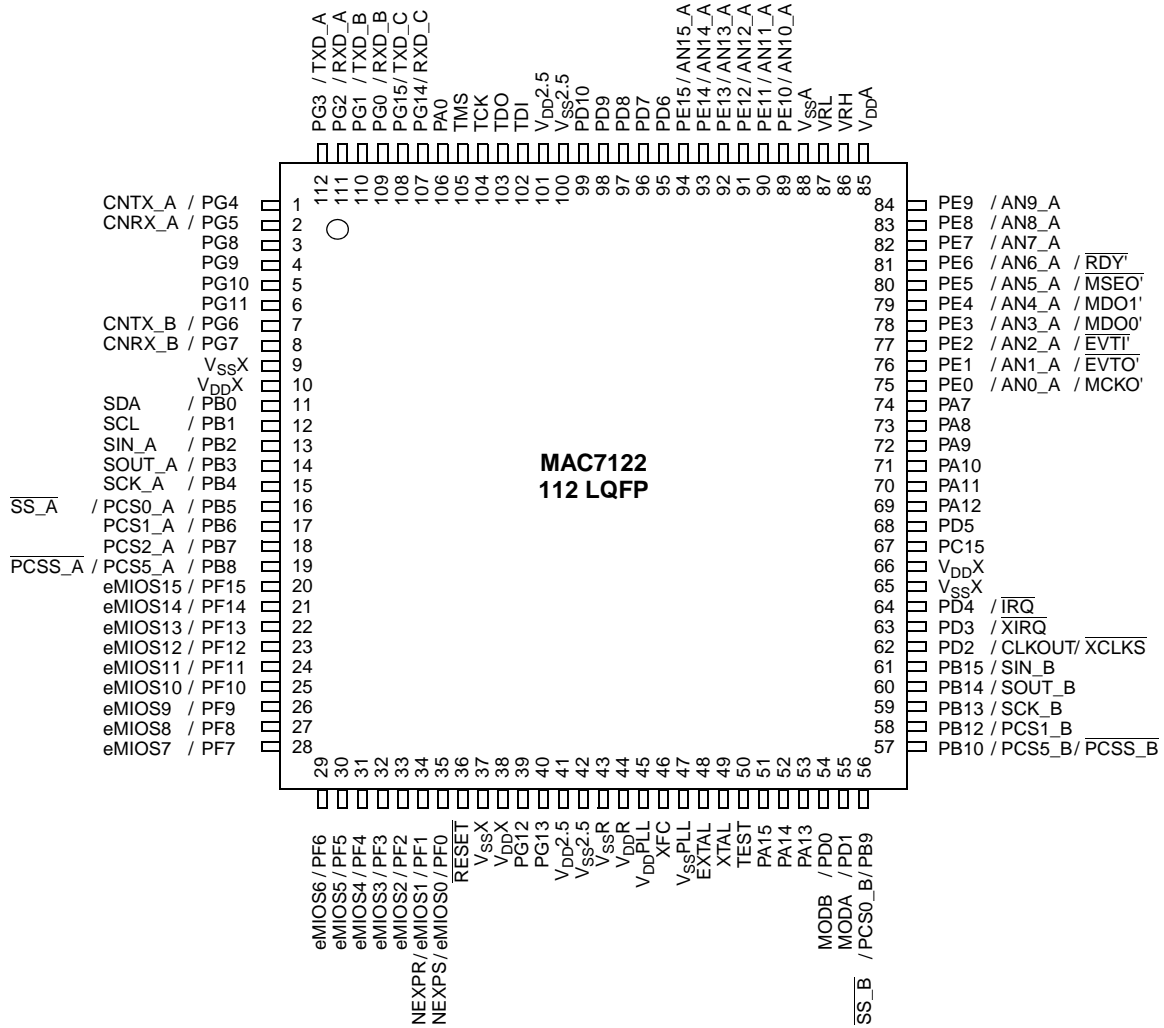 PG3 / TXD_A
PG2 / RXD_A
PG1 / TXD_B
PG0 / RXD_B
PG15/ TXD_C
PG14/ RXD_C
PA0
TMS
TCK
TDO
TDI
VDD2.5
VSS2.5
PD10
PD9
PD8
PD7
PD6
PE15/ AN15_A
PE14/ AN14_A
PE13/ AN13_A
PE12/ AN12_A
PE11/ AN11_A
PE10/ AN10_A
VSSA
VRL
VRH
VDDA
112
111
110
109
108
107
106
105
104
103
102
101
100
99
98
97
96
95
94
93
92
91
90
89
88
87
86
85
CNTX_A / PG4 1
CNRX_A / PG5 2
PG8 3
PG9 4
PG10 5
PG11 6
CNTX_B / PG6 7
CNRX_B / PG7 8
VSSX 9
VDDX 10
SDA / PB0 11
SCL / PB1 12
SIN_A / PB2 13
SOUT_A / PB3 14
SCK_A / PB4 15
SS_A / PCS0_A / PB5 16
PCS1_A / PB6 17
PCS2_A / PB7 18
PCSS_A / PCS5_A / PB8 19
eMIOS15 / PF15 20
eMIOS14 / PF14 21
eMIOS13 / PF13 22
eMIOS12 / PF12 23
eMIOS11 / PF11 24
eMIOS10 / PF10 25
eMIOS9 / PF9 26
eMIOS8 / PF8 27
eMIOS7 / PF7 28
MAC7122
112 LQFP
84 PE9 / AN9_A
83 PE8 / AN8_A
82 PE7 / AN7_A
81 PE6 / AN6_A / RDY'
80 PE5 / AN5_A / MSEO'
79 PE4 / AN4_A / MDO1'
78 PE3 / AN3_A / MDO0'
77 PE2 / AN2_A / EVTI'
76 PE1 / AN1_A / EVTO'
75 PE0 / AN0_A / MCKO'
74 PA7
73 PA8
72 PA9
71 PA10
70 PA11
69 PA12
68 PD5
67 PC15
66 VDDX
65 VSSX
64 PD4 / IRQ
63 PD3 / XIRQ
62 PD2 / CLKOUT/ XCLKS
61 PB15 / SIN_B
60 PB14 / SOUT_B
59 PB13 / SCK_B
58 PB12 / PCS1_B
57 PB10 / PCS5_B/ PCSS_B
29
30
31
32
33
34
35
36
37
38
39
40
41
42
43
44
45
46
47
48
49
50
51
52
53
54
55
56
eMIOS6 / PF6
eMIOS5 / PF5
eMIOS4 / PF4
eMIOS3 / PF3
eMIOS2 / PF2
NEXPR/ eMIOS1 / PF1
NEXPS/ eMIOS0 / PF0
RESET
VSSX
VDDX
PG12
PG13
VDD2.5
VSS2.5
VSSR
VDDR
VDDPLL
XFC
VSSPLL
EXTAL
XTAL
TEST
PA15
PA14
PA13
MODB / PD0
MODA / PD1
SS_B / PCS0_B/ PB9